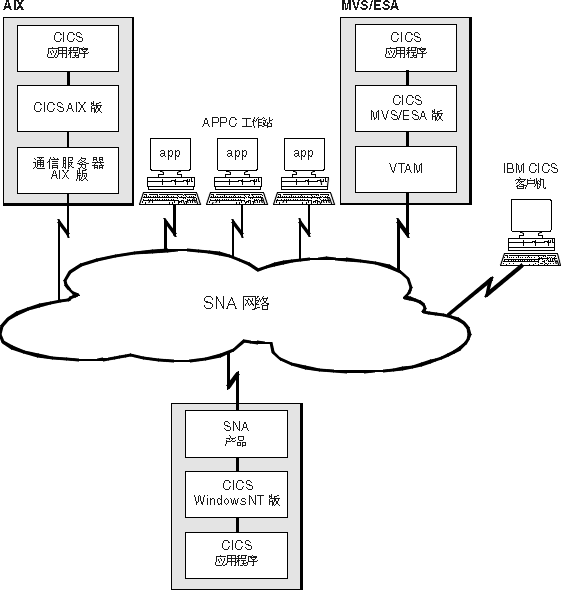 AIX
CICS
应用程序
CICS AIX 版
通信服务器
AIX 版
APPC 工作站
app
app
app
MVS/ESA
CICS
应用程序
CICS
MVS/ESA 版
VTAM
IBM CICS
客户机
SNA 网络
SNA
产品
CICS
Windows NT 版
CICS
应用程序